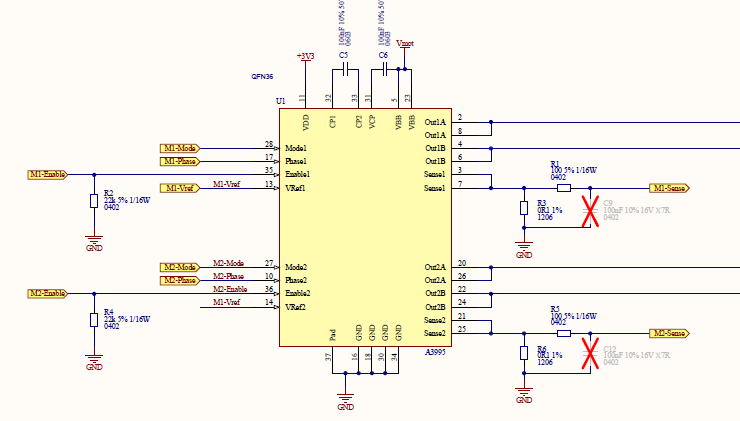 100nF 10% 50
0603
C5
100nF 10% 50
0603
C6
+3V3
Vmot
QFN36
U1
11
32
33
31
5
23
VDD
CP1
CP2
VCP
VBB
VBB
M1-Mode
28
Mode1
M1-Phase
17
Phase1
M1-Enable
35
Enable1
M1-Vref
M1-Vref
13
VRef1
R2
22k 5% 1/16W
0402
GND
M2-Mode
M2-Mode
27
Mode2
M2-Phase
M2-Phase
10
Phase2
M2-Enable
M2-Enable
36
Enable2
M1-Vref
14
VRef2
R4
22k 5% 1/16W
0402
GND
Out1A
2
Out1A
8
Out1B
4
Out1B
6
Sense1
3
Sense1
7
R1
100 5% 1/16W
0402
M1-Sense
R3
0R1 1%
1206
C9
100nF 10% 16V X7R
0402
GND
Out2A
20
Out2A
26
Out2B
22
Out2B
24
Sense2
21
Sense2
25
R5
100 5% 1/16W
0402
M2-Sense
R6
0R1 1%
1206
C12
100nF 10% 16V X7R
0402
GND
Pad
GND
GND
GND
GND
A3995
37
16
18
30
34
GND